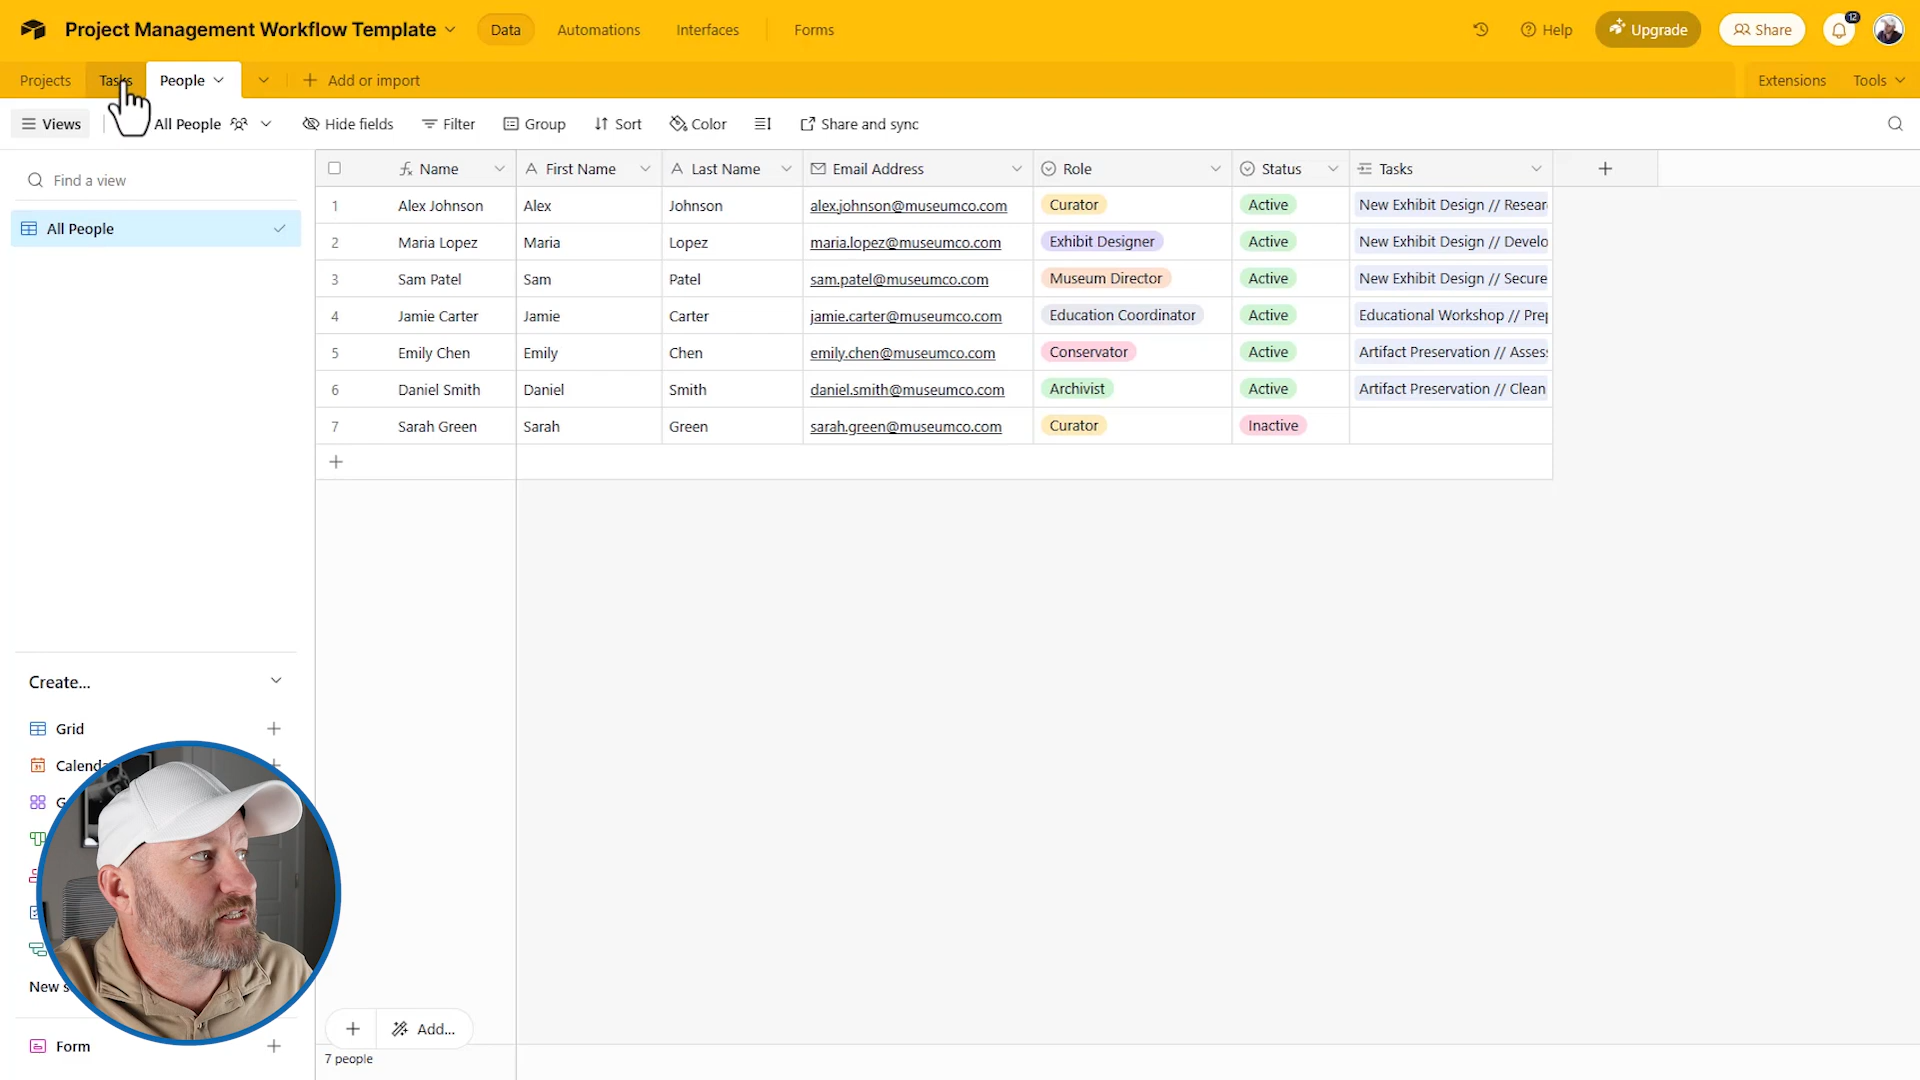 Project Management Workflow Template
Data
Automations
Interfaces
Forms
Help
Upgrade
Share
12
Projects
Tasks
People
Add or import
Extensions
Tools
Views
All People
Hide fields
Filter
Group
Sort
Color
Share and sync
Find a view
All People
Name First Name Last Name Email Address Role Status Tasks
1 Alex Johnson Alex Johnson alex.johnson@museumco.com Curator Active New Exhibit Design // Resear
2 Maria Lopez Maria Lopez maria.lopez@museumco.com Exhibit Designer Active New Exhibit Design // Develo
3 Sam Patel Sam Patel sam.patel@museumco.com Museum Director Active New Exhibit Design // Secure
4 Jamie Carter Jamie Carter jamie.carter@museumco.com Education Coordinator Active Educational Workshop // Prep
5 Emily Chen Emily Chen emily.chen@museumco.com Conservator Active Artifact Preservation // Asses
6 Daniel Smith Daniel Smith daniel.smith@museumco.com Archivist Active Artifact Preservation // Clean
7 Sarah Green Sarah Green sarah.green@museumco.com Curator Inactive
Create...
Grid
Calenda
G
New s
Form
Add...
7 people